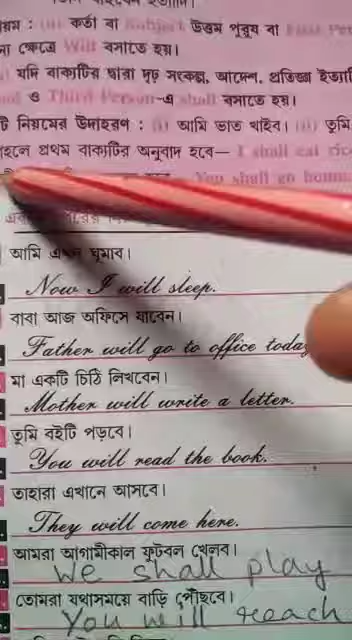 কর্তা বা Subject উত্তম পুরুষ বা First Per
ক্ষেত্রে Will বসাতে হয়।
যদি বাক্যটির দ্বারা দৃঢ় সংকল্প, আদেশ, প্রতিজ্ঞা ইত্যাদি
ও Third Person-এ shall বসাতে হয়।
টি নিয়মের উদাহরণ : (i) আমি ভাত খাইব। (ii) তুমি
হলে প্রথম বাক্যটির অনুবাদ হবে— I shall eat rice
You shall go home
আমি এখন ঘুমাব।
Now I will sleep.
বাবা আজ অফিসে যাবেন।
Father will go to office today
মা একটি চিঠি লিখবেন।
Mother will write a letter.
তুমি বইটি পড়বে।
You will read the book.
তাহারা এখানে আসবে।
They will come here.
আমরা আগামীকাল ফুটবল খেলব।
We shall play
তোমরা যথাসময়ে বাড়ি পৌঁছবে।
You will reach